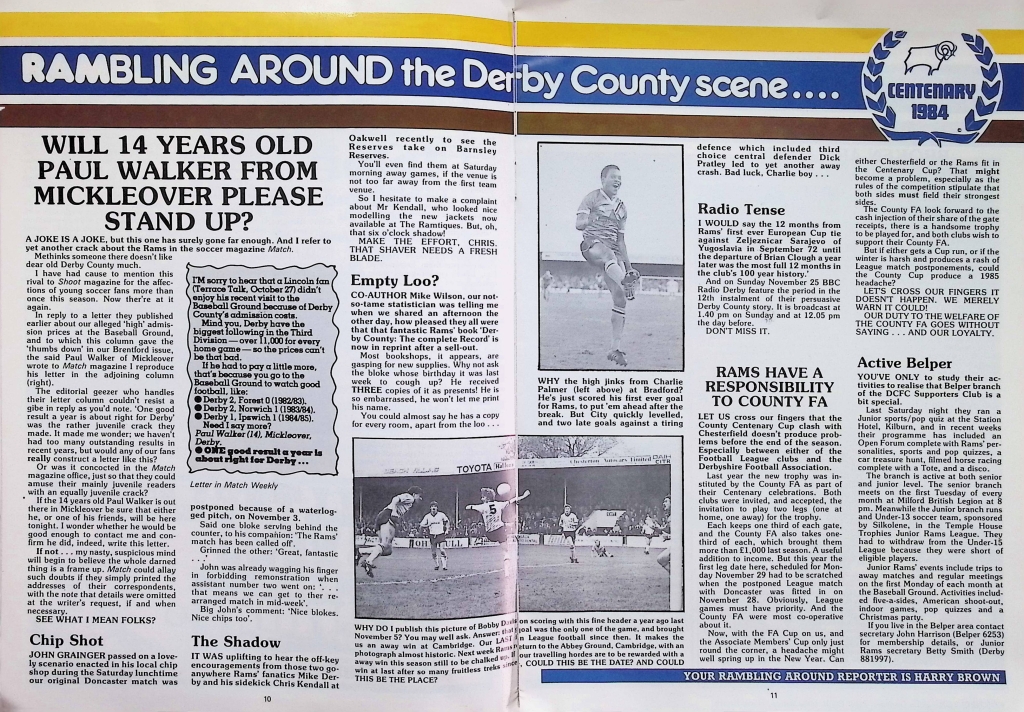 RAMBLING AROUND the Derby County scene....
CENTENARY
1984
WILL 14 YEARS OLD
PAUL WALKER FROM
MICKLEOVER PLEASE
STAND UP?
A JOKE IS A JOKE, but this one has surely gone far enough. And I refer to
yet another crack about the Rams in the soccer magazine Match.
Methinks someone there doesn't like
dear old Derby County much.
I have had cause to mention this
rival to Shoot magazine for the affec-
tions of young soccer fans more than
once this season. Now ther're at it
again.
In reply to a letter they published
earlier about our alleged 'high' admis-
sion prices at the Baseball Ground,
and to which this column gave the
'thumbs down' in our Brentford issue,
the said Paul Walker of Mickleover
wrote to Match magazine I reproduce
his letter in the adjoining column
(right).
The editorial geezer who handles
their letter column couldn't resist a
gibe in reply as you'd note. 'One good
result a year is about right for Derby'
was the rather juvenile crack they
made. It made me wonder; we haven't
had too many outstanding results in
recent years, but would any of our fans
really construct a letter like this?
Or was it concocted in the Match
magazine office, just so that they could
amuse their mainly juvenile readers
with an equally juvenile crack?
If the 14 years old Paul Walker is out
there in Mickleover be sure that either
he, or one of his friends, will be here
tonight. I wonder whether he would be
good enough to contact me and con-
firm he did, indeed, write this letter.
If not . . . my nasty, suspicious mind
will begin to believe the whole darned
thing is a frame up. Match could allay
such doubts if they simply printed the
addresses of their correspondents,
with the note that details were omitted
at the writer's request, if and when
necessary.
SEE WHAT I MEAN FOLKS?
Chip Shot
JOHN GRAINGER passed on a love-
ly scenario enacted in his local chip
shop during the Saturday lunchtime
our original Doncaster match was
I'M sorry to hear that a Lincoln fan
(Terrace Talk, October 27) didn't
enjoy his recent visit to the
Baseball Ground because of Derby
County's admission costs.
Mind you, Derby have the
biggest following in the Third
Division — over 11,000 for every
home game — so the prices can't
be that bad.
If he had to pay a little more,
that's because you go to the
Baseball Ground to watch good
football, like:
● Derby 2, Forest 0 (1982/83).
● Derby 2, Norwich 1 (1983/84).
● Derby 1, Ipswich 1 (1984/85).
Need I say more?
Paul Walker (14), Mickleover,
Derby.
● ONE good result a year is
about right for Derby ...
Letter in Match Weekly
postponed because of a waterlog-
ged pitch, on November 3.
Said one bloke serving behind the
counter, to his companion: 'The Rams'
match has been called off'.
Grinned the other: 'Great, fantastic
. . .'
John was already wagging his finger
in forbidding remonstration when
assistant number two went on: '. . .
that means we can get to ther re-
arranged match in mid-week'.
Big John's comment: 'Nice blokes.
Nice chips too'.
The Shadow
IT WAS uplifting to hear the off-key
encouragements from those two go-
anywhere Rams' fanatics Mike Der-
by and his sidekick Chris Kendall at
Oakwell recently to see the
Reserves take on Barnsley
Reserves.
You'll even find them at Saturday
morning away games, if the venue is
not too far away from the first team
venue.
So I hesitate to make a complaint
about Mr Kendall, who looked nice
modelling the new jackets now
available at The Ramtiques. But, oh,
that six o'clock shadow!
MAKE THE EFFORT, CHRIS.
THAT SHAVER NEEDS A FRESH
BLADE.
Empty Loo?
CO-AUTHOR Mike Wilson, our not-
so-tame statistician was telling me
when we shared an afternoon the
other day, how pleased they all were
that that fantastic Rams' book 'Der-
by County: The complete Record' is
now in reprint after a sell-out.
Most bookshops, it appears, are
gasping for new supplies. Why not ask
the bloke whose birthday it was last
week to cough up? He received
THREE copies of it as presents! He is
so embarrassed, he won't let me print
his name.
You could almost say he has a copy
for every room, apart from the loo . . .
TOYOTA
WHY DO I publish this picture of Bobby
on scoring with this fine header a year ago last
November 5? You may well ask. Answer:
goal was the only one of the game, and brought
us an away win at Cambridge. Our LAST
in League football since then. It makes the
photograph almost historic. Next week Rams
return to the Abbey Ground, Cambridge, with an
away win this season still to be chalked up.
our travelling hordes are to be rewarded with a
win at last after so many fruitless treks since
, COULD THIS BE THE DATE? AND COULD
THIS BE THE PLACE?
10
WHY the high jinks from Charlie
Palmer (left above) at Bradford?
He's just scored his first ever goal
for Rams, to put 'em ahead after the
break. But City quickly levelled,
and two late goals against a tiring
defence which included third
choice central defender Dick
Pratley led to yet another away
crash. Bad luck, Charlie boy . . .
Radio Tense
I WOULD say the 12 months from
Rams' first ever European Cup tie
against Zeljeznicar Sarajevo of
Yugoslavia in September 72 until
the departure of Brian Clough a year
later was the most full 12 months in
the club's 100 year history.'
And on Sunday November 25 BBC
Radio Derby feature the period in the
12th instalment of their persuasive
Derby County story. It is broadcast at
1.40 pm on Sunday and at 12.05 pm
the day before.
DON'T MISS IT.
RAMS HAVE A
RESPONSIBILITY
TO COUNTY FA
LET US cross our fingers that the
County Centenary Cup clash with
Chesterfield doesn't produce prob-
lems before the end of the season.
Especially between either of the
Football League clubs and the
Derbyshire Football Association.
Last year the new trophy was ins-
tituted by the County FA as part of
their Centenary celebrations. Both
clubs were invited, and accepted, the
invitation to play two legs (one at
home, one away) for the trophy.
Each keeps one third of each gate,
and the County FA also takes one-
third of each, which brought them
more than £1,000 last season. A useful
addition to income. But this year the
first leg date here, scheduled for Mon-
day November 29 had to be scratched
when the postponed League match
with Doncaster was fitted in on
November 28. Obviously, League
games must have priority. And the
County FA were most co-operative
about it.
Now, with the FA Cup on us, and
the Associate Members' Cup only just
round the corner, a headache might
well spring up in the New Year. Can
either Chesterfield or the Rams fit in
the Centenary Cup? That might
become a problem, especially as the
rules of the competition stipulate that
both sides must field their strongest
sides.
The County FA look forward to the
cash injection of their share of the gate
receipts, there is a handsome trophy
to be played for, and both clubs wish to
support their County FA.
But if either gets a Cup run, or if the
winter is harsh and produces a rash of
League match postponements, could
the County Cup produce a 1985
headache?
LET'S CROSS OUR FINGERS IT
DOESN'T HAPPEN. WE MERELY
WARN IT COULD!
OUR DUTY TO THE WELFARE OF
THE COUNTY FA GOES WITHOUT
SAYING . . . AND OUR LOYALTY.
Active Belper
YOU'VE ONLY to study their ac-
tivities to realise that Belper branch
of the DCFC Supporters Club is a
bit special.
Last Saturday night they ran a
Junior sports/pop quiz at the Station
Hotel, Kilburn, and in recent weeks
their programme has included an
Open Forum complete with Rams' per-
sonalities, sports and pop quizzes, a
car treasure hunt, filmed horse racing
complete with a Tote, and a disco.
The branch is active at both senior
and junior level. The senior branch
meets on the first Tuesday of every
month at Milford British Legion at 8
pm. Meanwhile the Junior branch runs
and Under-13 soccer team, sponsored
by Silkolene, in the Temple House
Trophies Junior Rams League. They
had to withdraw from the Under-15
League because they were short of
eligible players.
Junior Rams' events include trips to
away matches and regular meetings
on the first Monday of each month at
the Baseball Ground. Activities includ-
ed five-a-sides, American shoot-out,
indoor games, pop quizzes and a
Christmas party.
If you live in the Belper area contact
secretary John Harrison (Belper 6253)
for membership details, or Junior
Rams secretary Betty Smith (Derby
881997).
YOUR RAMBLING AROUND REPORTER IS HARRY BROWN
11